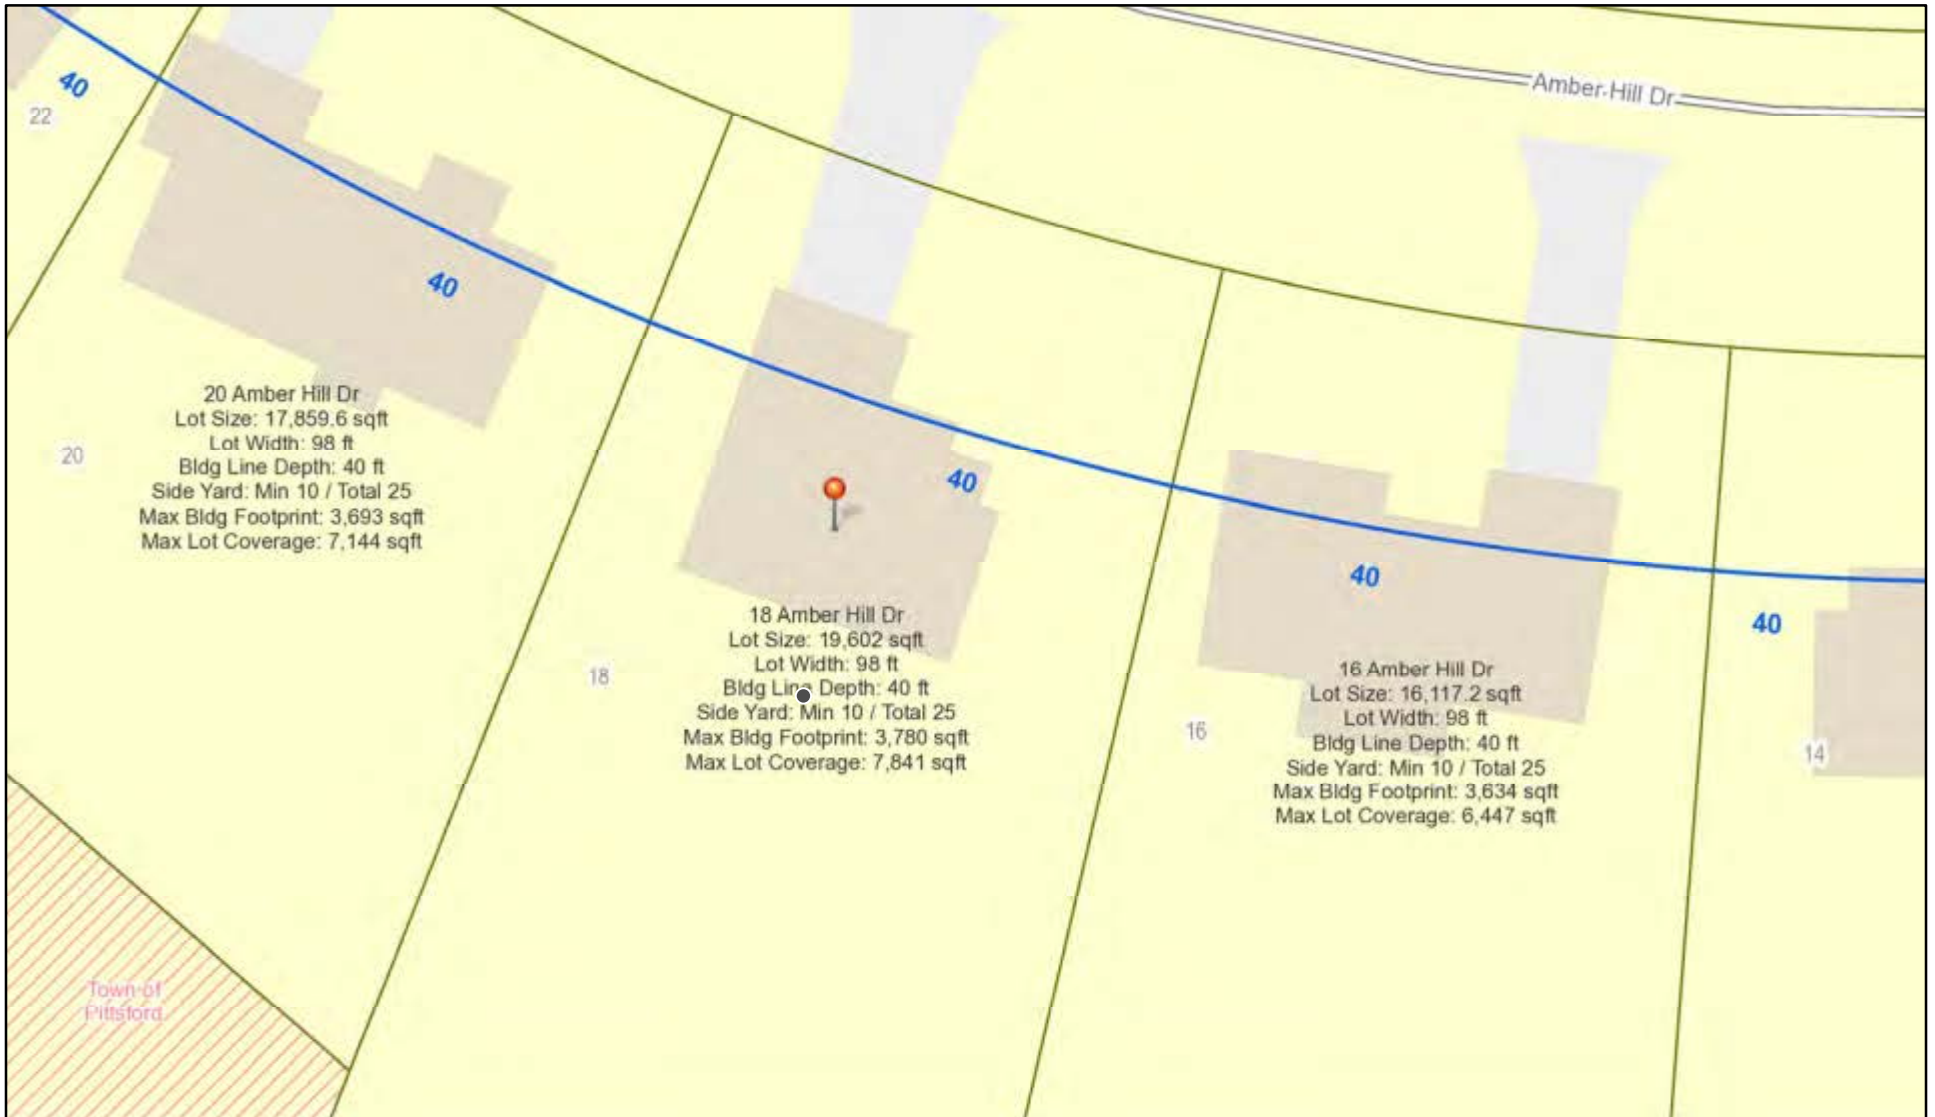 Amber Hill Dr
40
22
40
20 Amber Hill Dr
Lot Size: 17,859.6 sqft
Lot Width: 98 ft
Bldg Line Depth: 40 ft
Side Yard: Min 10 / Total 25
Max Bldg Footprint: 3,693 sqft
Max Lot Coverage: 7,144 sqft
20
40
18 Amber Hill Dr
Lot Size: 19,602 sqft
Lot Width: 98 ft
Bldg Line Depth: 40 ft
Side Yard: Min 10 / Total 25
Max Bldg Footprint: 3,780 sqft
Max Lot Coverage: 7,841 sqft
18
40
16 Amber Hill Dr
Lot Size: 16,117.2 sqft
Lot Width: 98 ft
Bldg Line Depth: 40 ft
Side Yard: Min 10 / Total 25
Max Bldg Footprint: 3,634 sqft
Max Lot Coverage: 6,447 sqft
16
40
14
Town of
Pittsford